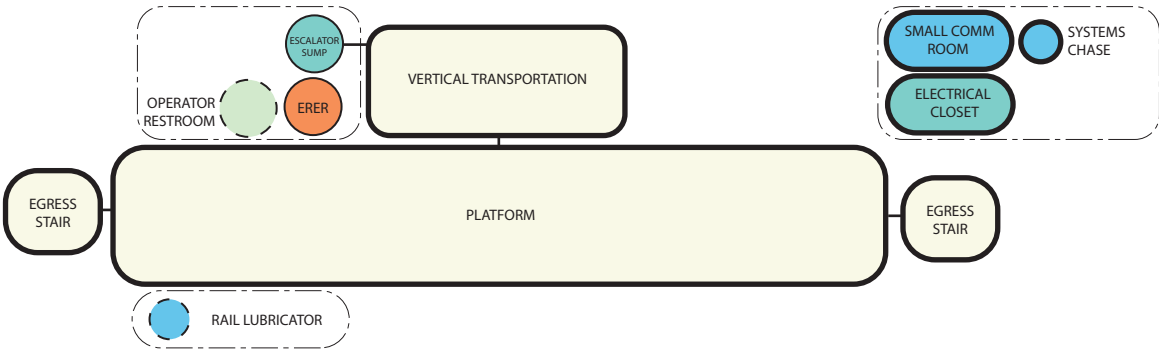 ESCALATOR
SUMP
VERTICAL TRANSPORTATION
SMALL COMM
ROOM
SYSTEMS
CHASE
OPERATOR
RESTROOM
ERER
ELECTRICAL
CLOSET
EGRESS
STAIR
PLATFORM
EGRESS
STAIR
RAIL LUBRICATOR